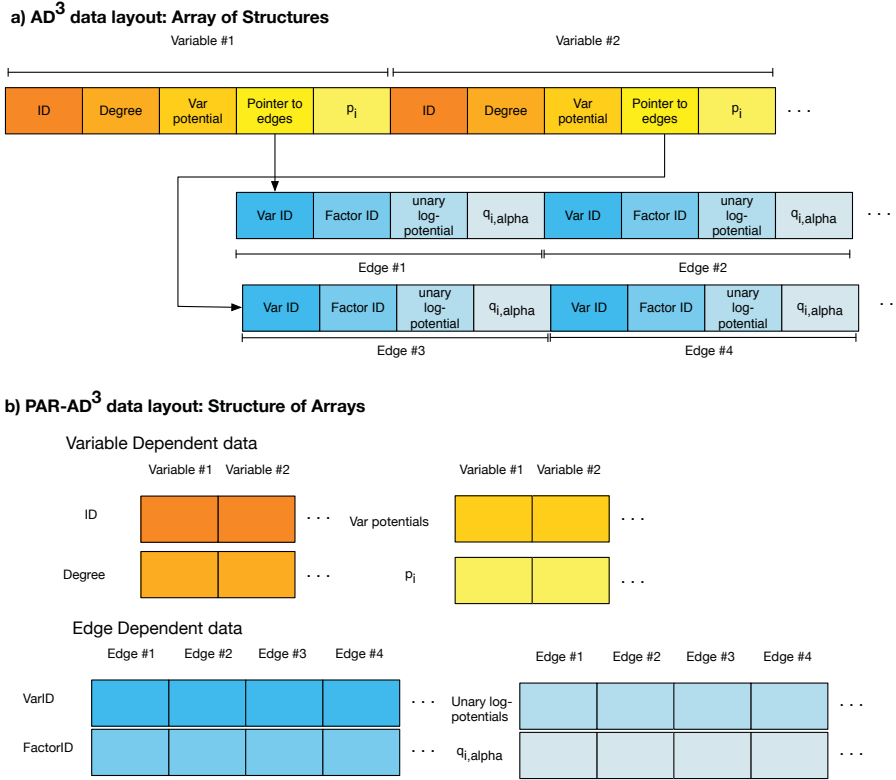 a) AD3 data layout: Array of Structures
Variable #1 Variable #2
ID Degree Var potential Pointer to edges pi ID Degree Var potential Pointer to edges pi . . .
Var ID Factor ID unary log-potential qi,alpha Var ID Factor ID unary log-potential qi,alpha . . .
Edge #1 Edge #2
Var ID Factor ID unary log-potential qi,alpha Var ID Factor ID unary log-potential qi,alpha . .
Edge #3 Edge #4
b) PAR-AD3 data layout: Structure of Arrays
Variable Dependent data
Variable #1 Variable #2 Variable #1 Variable #2
ID . . . Var potentials . . .
Degree . . . pi . . .
Edge Dependent data
Edge #1 Edge #2 Edge #3 Edge #4 Edge #1 Edge #2 Edge #3 Edge #4
VarID . . . Unary log-potentials . . .
FactorID . . . qi,alpha . . .